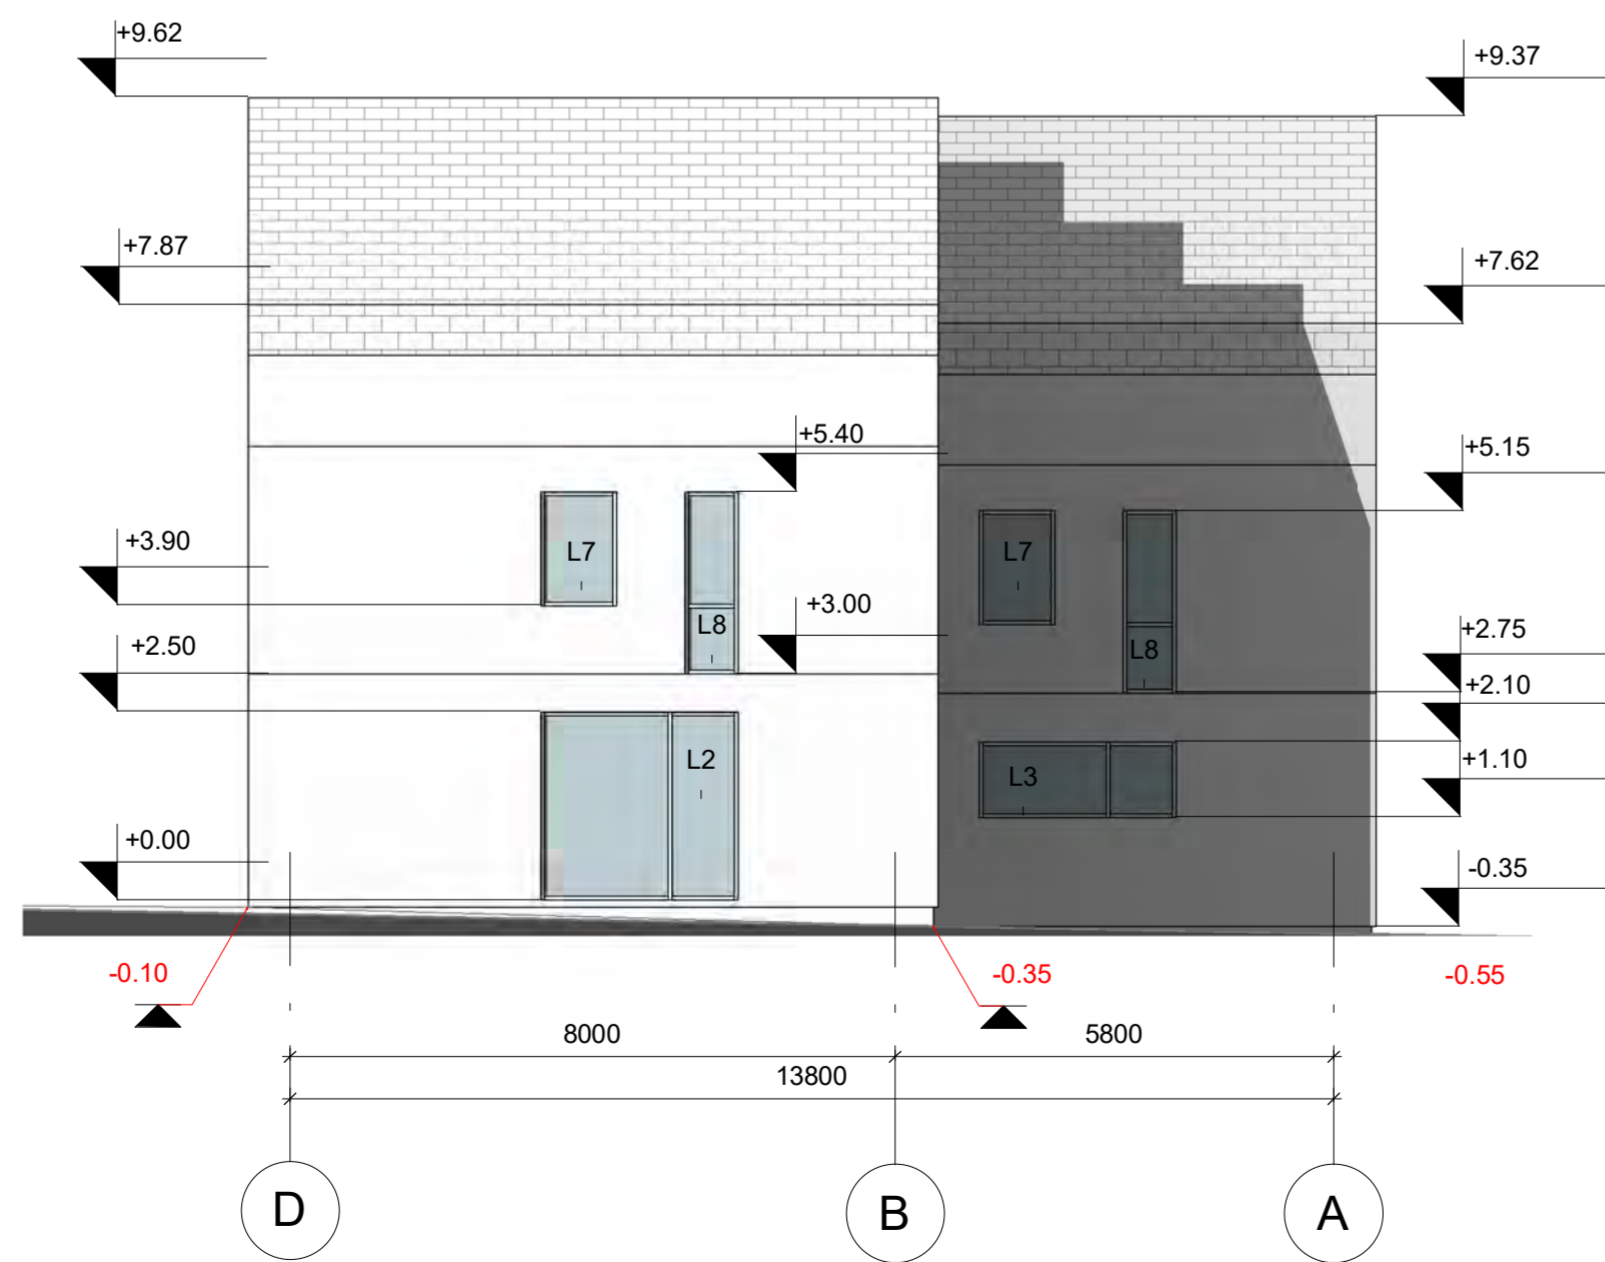 +9.62
+9.37
+7.87
+7.62
+5.40
+5.15
+3.90
L7
L7
+3.00
L8
+2.75
+2.50
L8
+2.10
L2
+1.10
L3
+0.00
-0.35
-0.10
-0.35
-0.55
8000
5800
13800
D
B
A